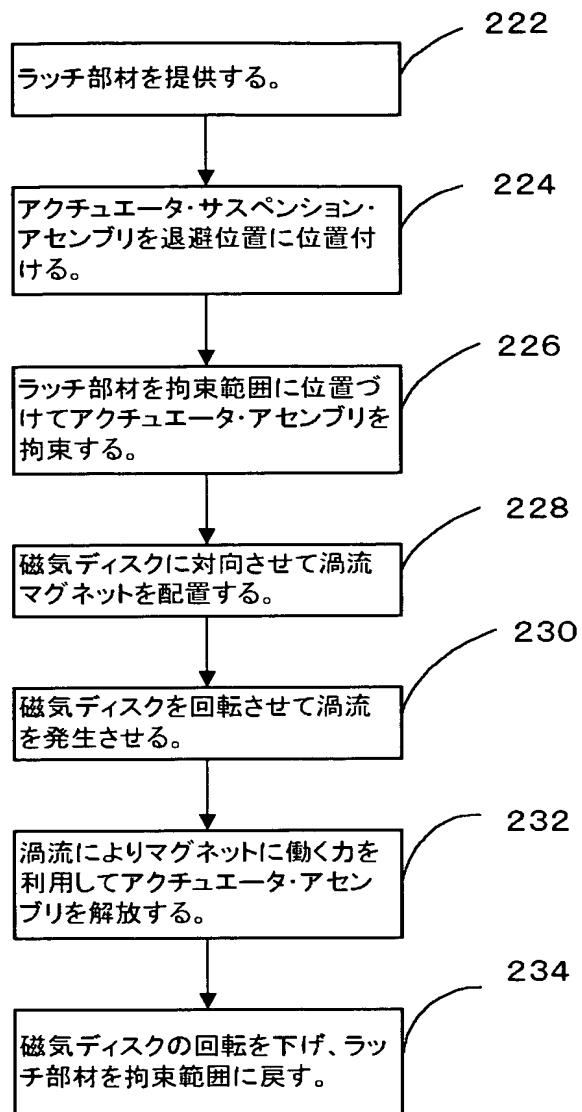 222
ラッチ部材を提供する。
224
アクチュエータ・サスペンション・
アセンブリを退避位置に位置付
ける。
226
ラッチ部材を拘束範囲に位置づ
けてアクチュエータ・アセンブリを
拘束する。
228
磁気ディスクに対向させて渦流
マグネットを配置する。
230
磁気ディスクを回転させて渦流
を発生させる。
232
渦流によりマグネットに働く力を
利用してアクチュエータ・アセン
ブリを解放する。
234
磁気ディスクの回転を下げ、ラッ
チ部材を拘束範囲に戻す。